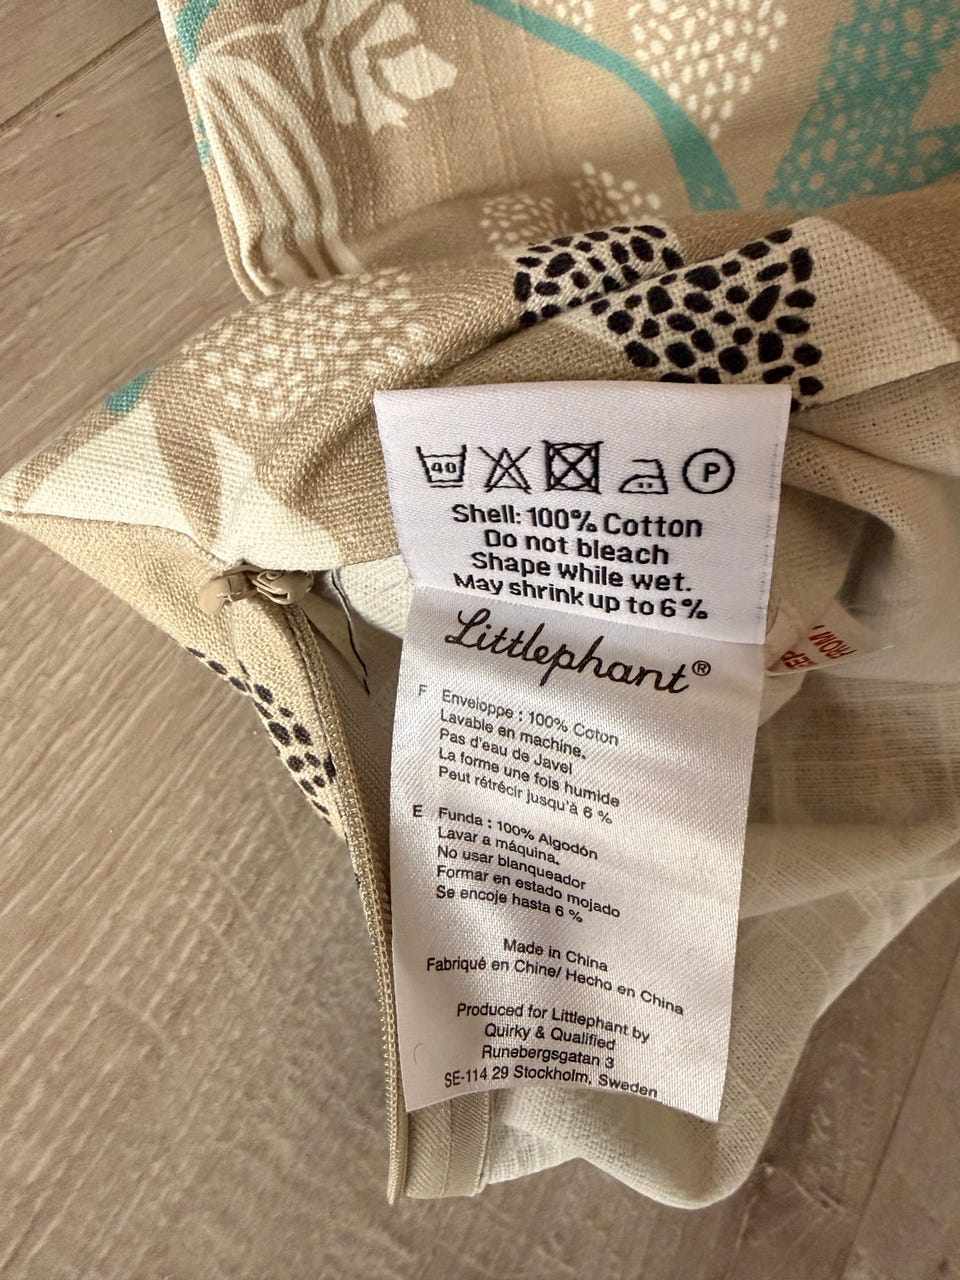 40
P
Shell: 100% Cotton
Do not bleach
Shape while wet.
May shrink up to 6%
Littlephant®
F Enveloppe : 100% Coton
Lavable en machine.
Pas d'eau de Javel
La forme une fois humide
Peut rétrécir jusqu'à 6 %
E Funda : 100% Algodón
Lavar a máquina.
No usar blanqueador
Formar en estado mojado
Se encoje hasta 6 %
Made in China
Fabriqué en Chine/ Hecho en China
Produced for Littlephant by
Quirky & Qualified
Runebergsgatan 3
SE-114 29 Stockholm, Sweden
FROM